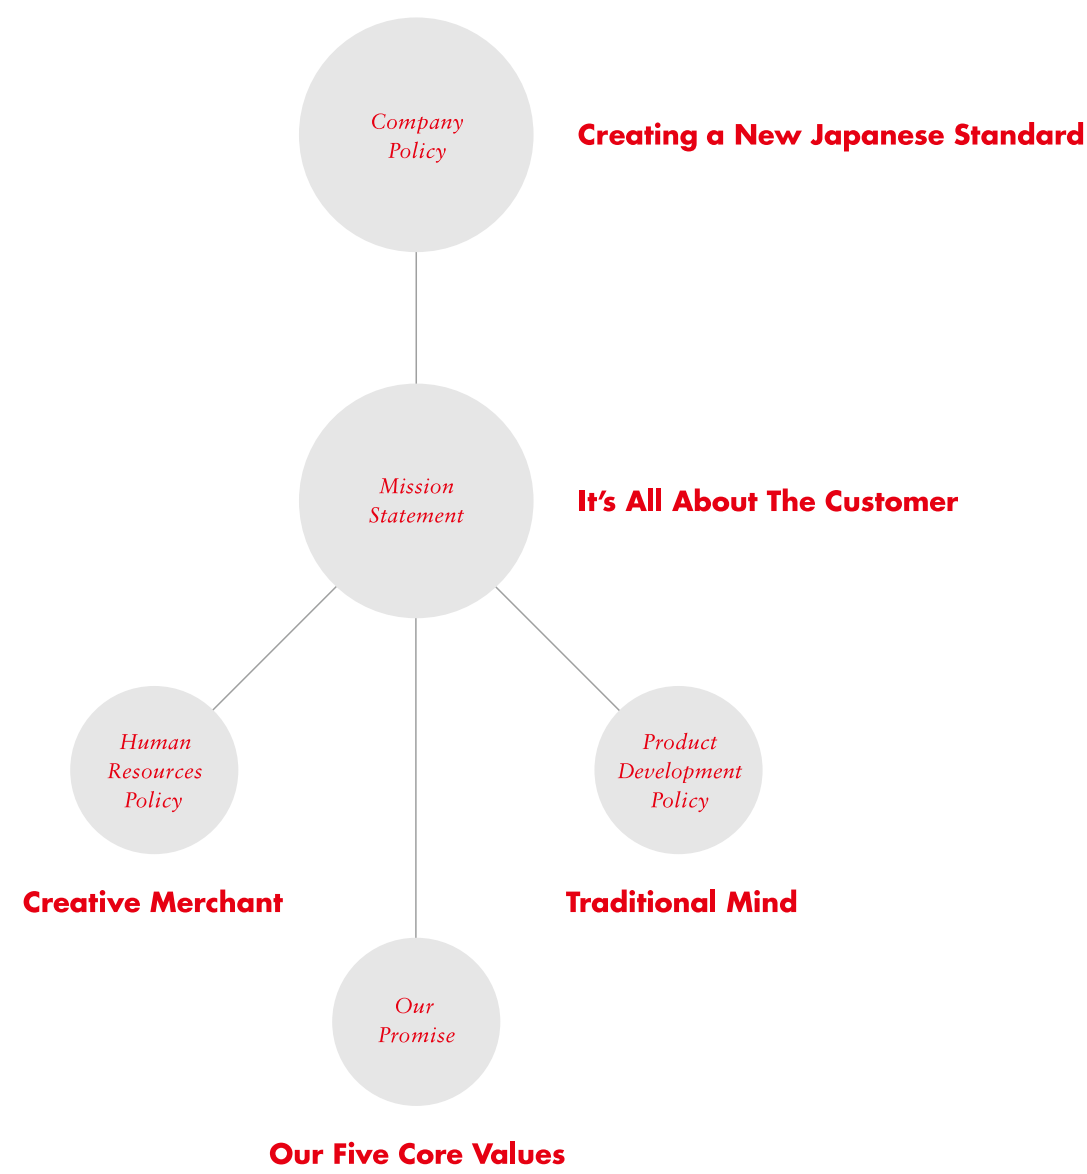 Company
Policy
Creating a New Japanese Standard
Mission
Statement
It’s All About The Customer
Human
Resources
Policy
Creative Merchant
Product
Development
Policy
Traditional Mind
Our
Promise
Our Five Core Values